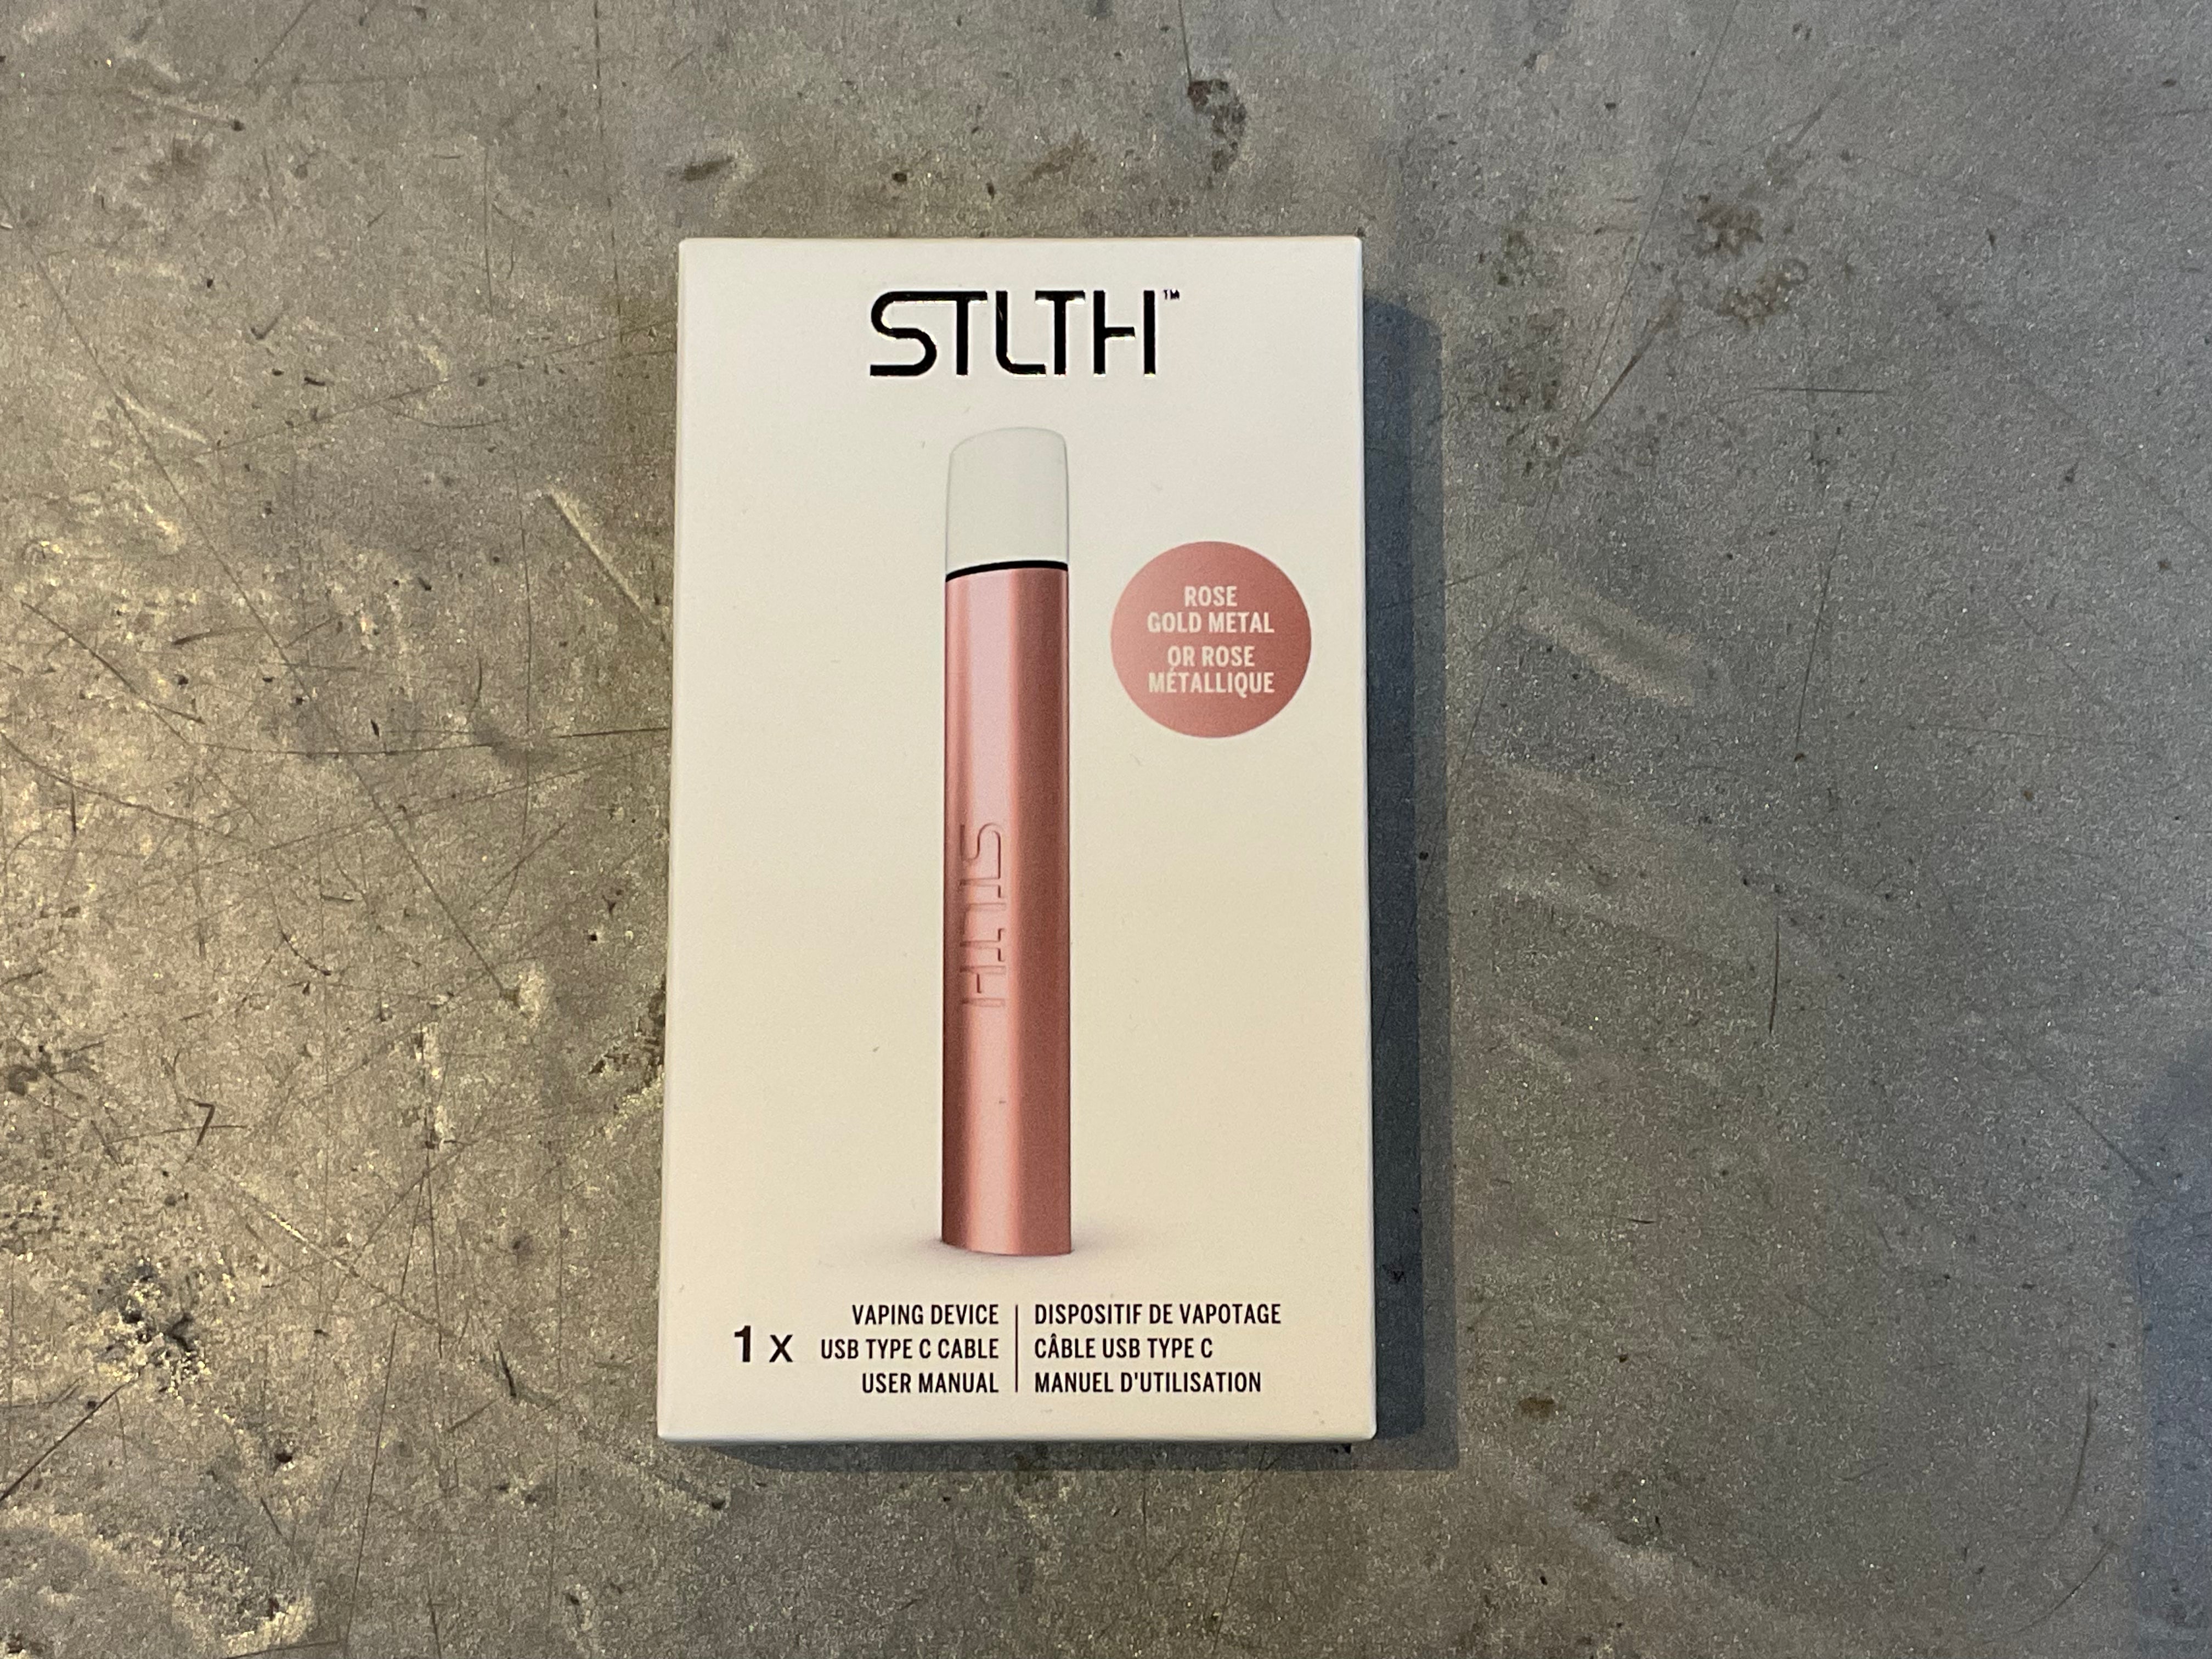 STLTH™
STLTH
ROSE
GOLD METAL
OR ROSE
MÉTALLIQUE
1 x
VAPING DEVICE
USB TYPE C CABLE
USER MANUAL
DISPOSITIF DE VAPOTAGE
CÂBLE USB TYPE C
MANUEL D'UTILISATION